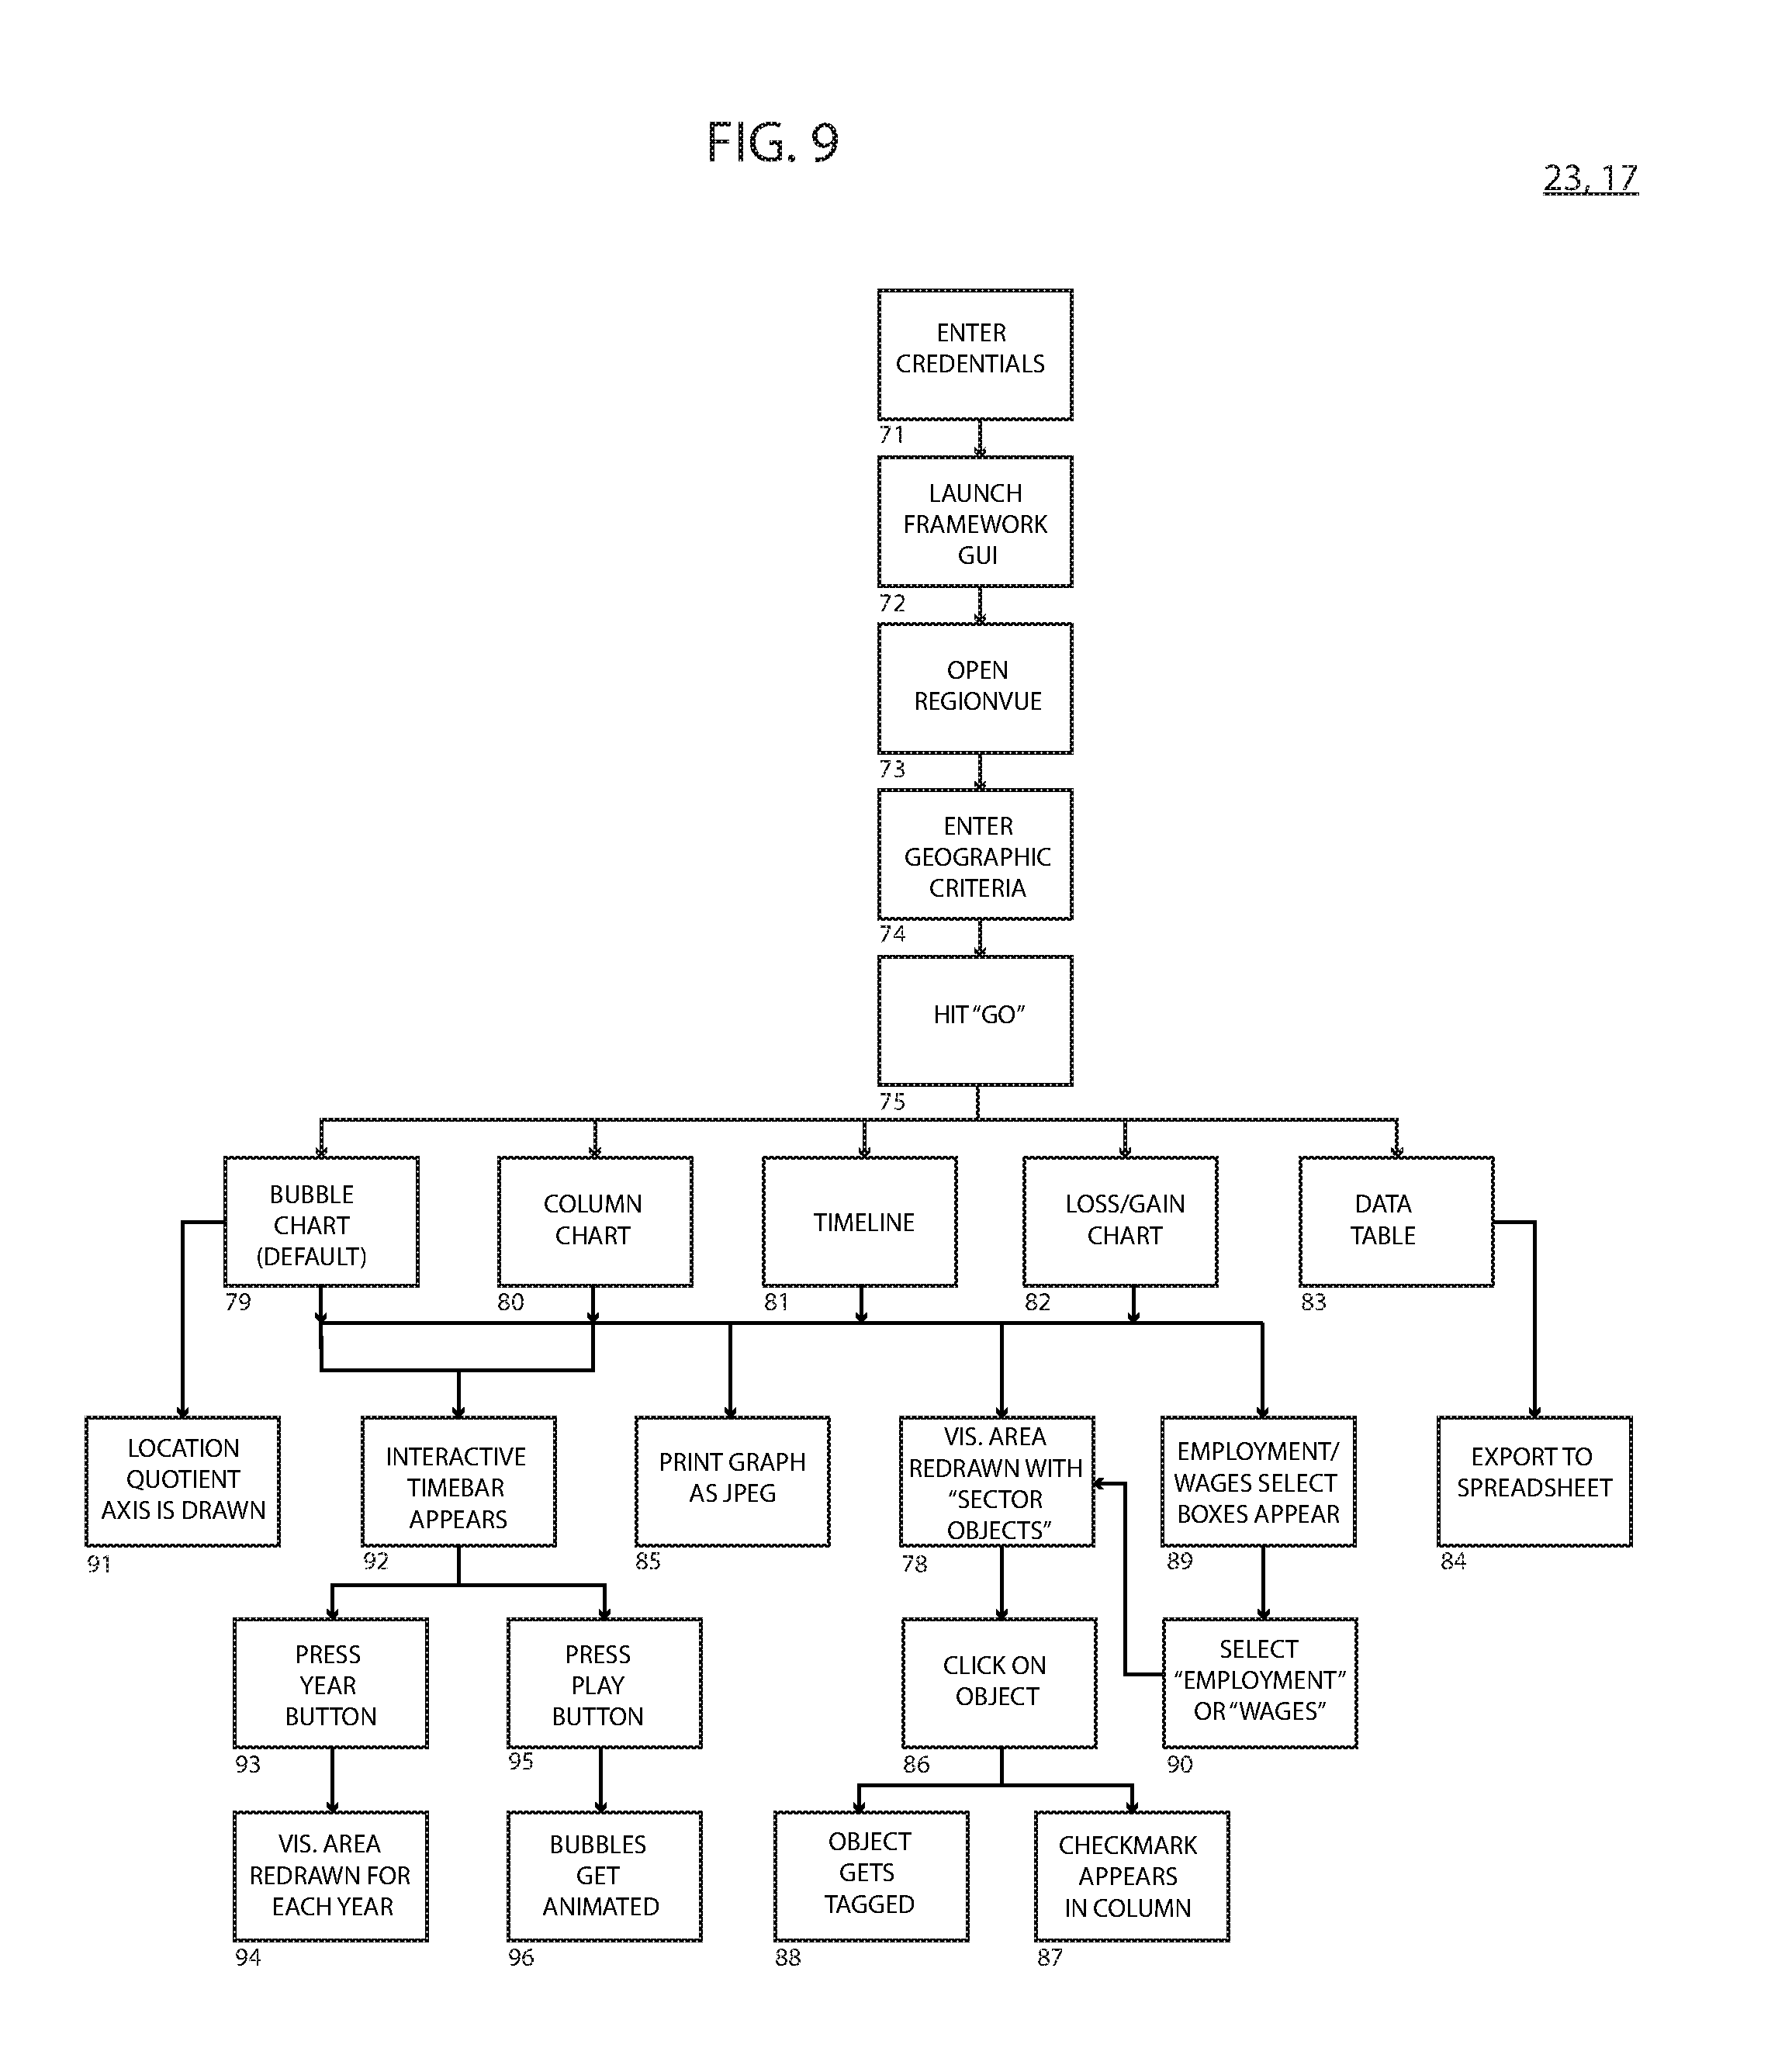 FIG. 9
23, 17
ENTER
CREDENTIALS
71
LAUNCH
FRAMEWORK
GUI
72
OPEN
REGIONVUE
73
ENTER
GEOGRAPHIC
CRITERIA
74
HIT “GO”
75
BUBBLE
CHART
(DEFAULT)
79
COLUMN
CHART
80
TIMELINE
81
LOSS/GAIN
CHART
82
DATA
TABLE
83
LOCATION
QUOTIENT
AXIS IS DRAWN
91
INTERACTIVE
TIMEBAR
APPEARS
92
PRINT GRAPH
AS JPEG
85
VIS. AREA
REDRAWN WITH
“SECTOR
OBJECTS”
78
EMPLOYMENT/
WAGES SELECT
BOXES APPEAR
89
EXPORT TO
SPREADSHEET
84
PRESS
YEAR
BUTTON
93
PRESS
PLAY
BUTTON
95
CLICK ON
OBJECT
86
SELECT
“EMPLOYMENT”
OR “WAGES”
90
VIS. AREA
REDRAWN FOR
EACH YEAR
94
BUBBLES
GET
ANIMATED
96
OBJECT
GETS
TAGGED
88
CHECKMARK
APPEARS
IN COLUMN
87